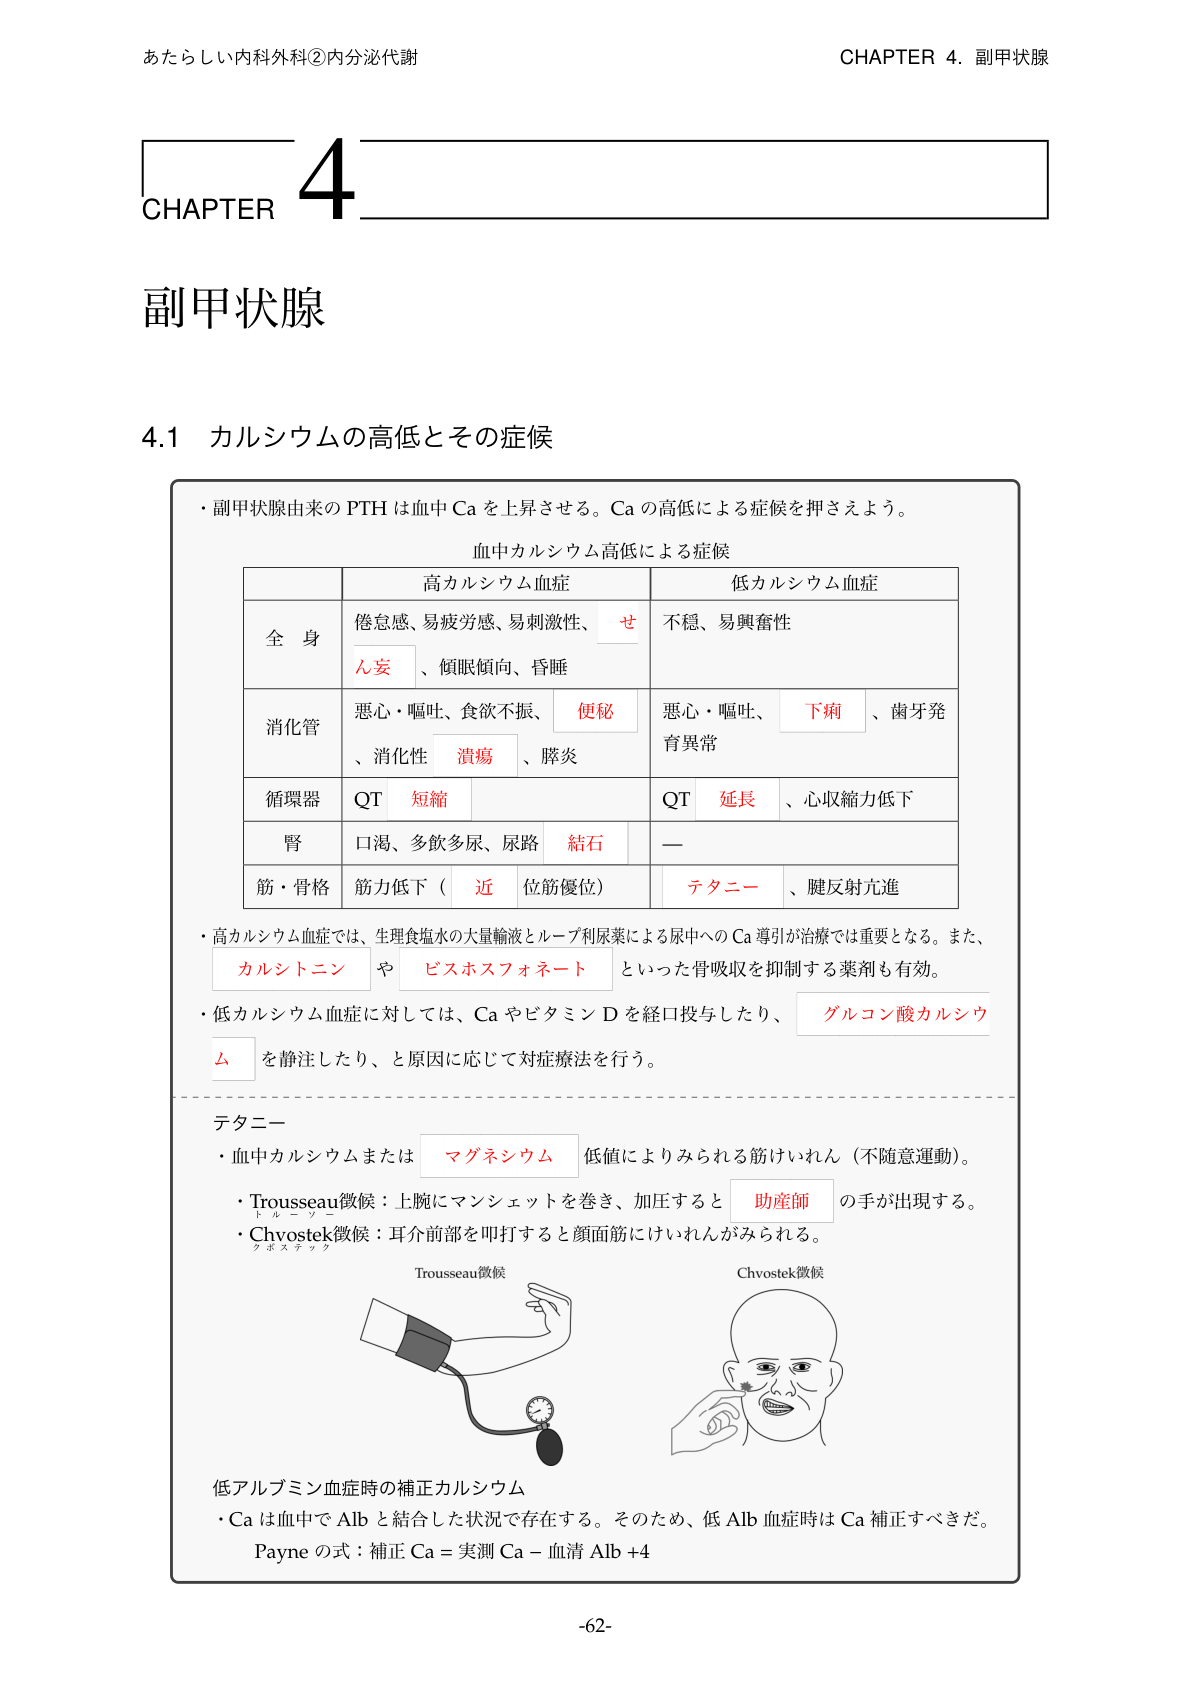 あたらしい内科外科②内分泌代謝
CHAPTER 4. 副甲状腺
CHAPTER 4
副甲状腺
4.1 カルシウムの高低とその症候
・副甲状腺由来の PTH は血中 Ca を上昇させる。Ca の高低による症候を押さえよう。
血中カルシウム高低による症候
高カルシウム血症
低カルシウム血症
全 身
倦怠感、易疲労感、易刺激性、 せ
ん妄 、傾眠傾向、昏睡
不穏、易興奮性
消化管
悪心・嘔吐、食欲不振、 便秘
、消化性 潰瘍 、膵炎
悪心・嘔吐、 下痢 、歯牙発
育異常
循環器
QT 短縮
QT 延長 、心収縮力低下
腎
口渇、多飲多尿、尿路 結石
―
筋・骨格
筋力低下（ 近 位筋優位）
テタニー 、腱反射亢進
・高カルシウム血症では、生理食塩水の大量輸液とループ利尿薬による尿中への Ca 導引が治療では重要となる。また、
カルシトニン や ビスホスフォネート といった骨吸収を抑制する薬剤も有効。
・低カルシウム血症に対しては、Ca やビタミン D を経口投与したり、 グルコン酸カルシウ
ム を静注したり、と原因に応じて対症療法を行う。
テタニー
・血中カルシウムまたは マグネシウム 低値によりみられる筋けいれん（不随意運動）。
・Trousseau徴候：上腕にマンシェットを巻き、加圧すると 助産師 の手が出現する。
トルーソー
・Chvostek徴候：耳介前部を叩打すると顔面筋にけいれんがみられる。
クボステック
Trousseau徴候
Chvostek徴候
低アルブミン血症時の補正カルシウム
・Ca は血中で Alb と結合した状況で存在する。そのため、低 Alb 血症時は Ca 補正すべきだ。
Payne の式：補正 Ca = 実測 Ca − 血清 Alb +4
-62-